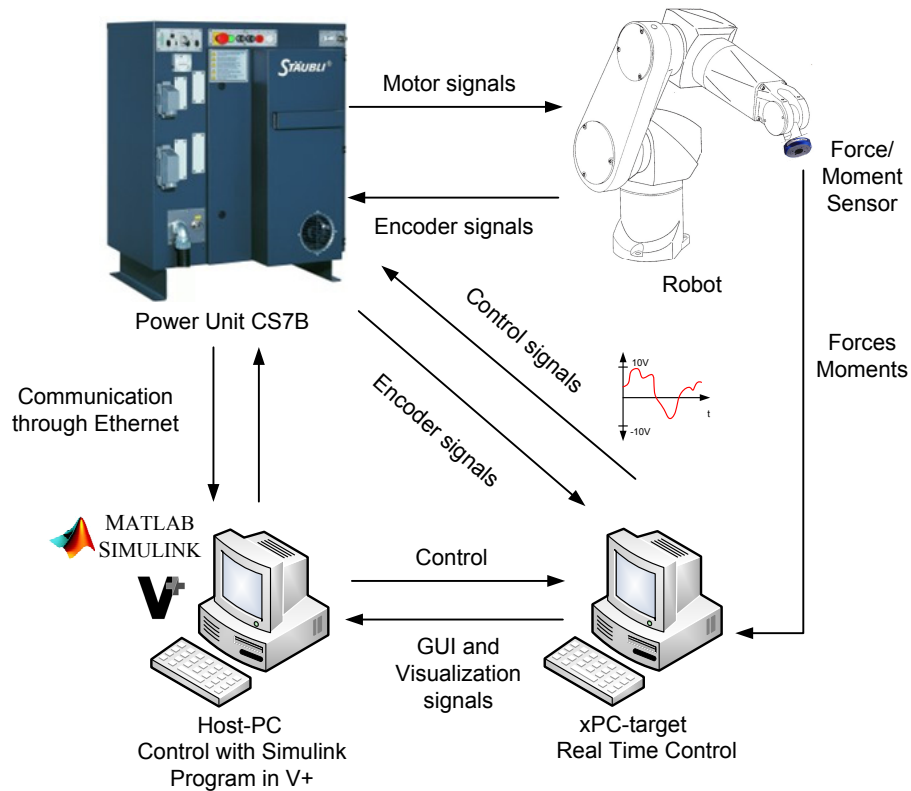 STÄUBLI
Motor signals
Encoder signals
Force/
Moment
Sensor
Robot
Power Unit CS7B
Control signals
Encoder signals
10V
t
-10V
Forces
Moments
Communication
through Ethernet
MATLAB
SIMULINK
V+
Control
GUI and
Visualization
signals
Host-PC
Control with Simulink
Program in V+
xPC-target
Real Time Control